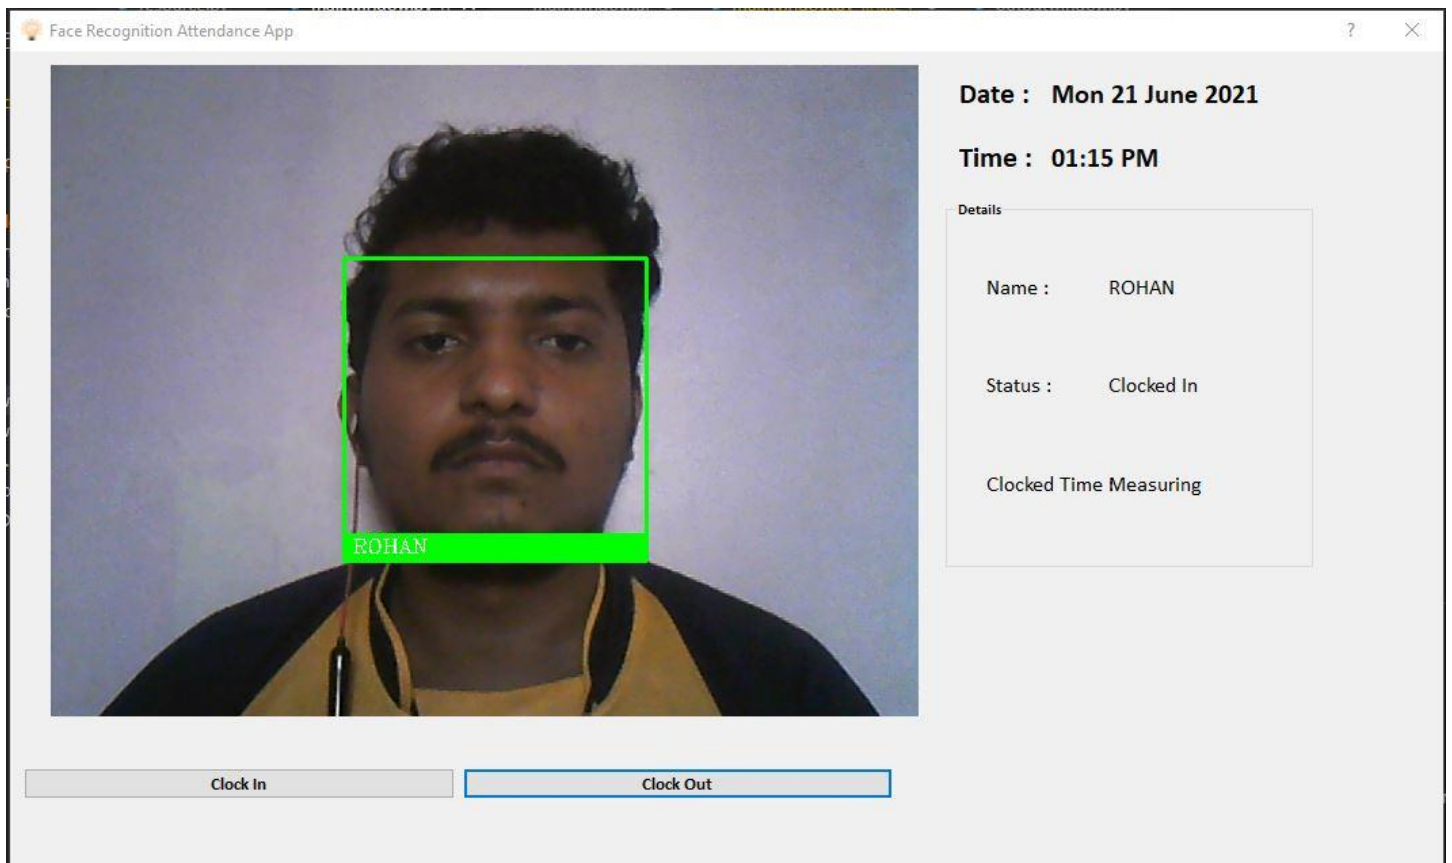 Face Recognition Attendance App
?
Date : Mon 21 June 2021
Time : 01:15 PM
Details
Name : ROHAN
Status : Clocked In
Clocked Time Measuring
ROHAN
Clock In
Clock Out